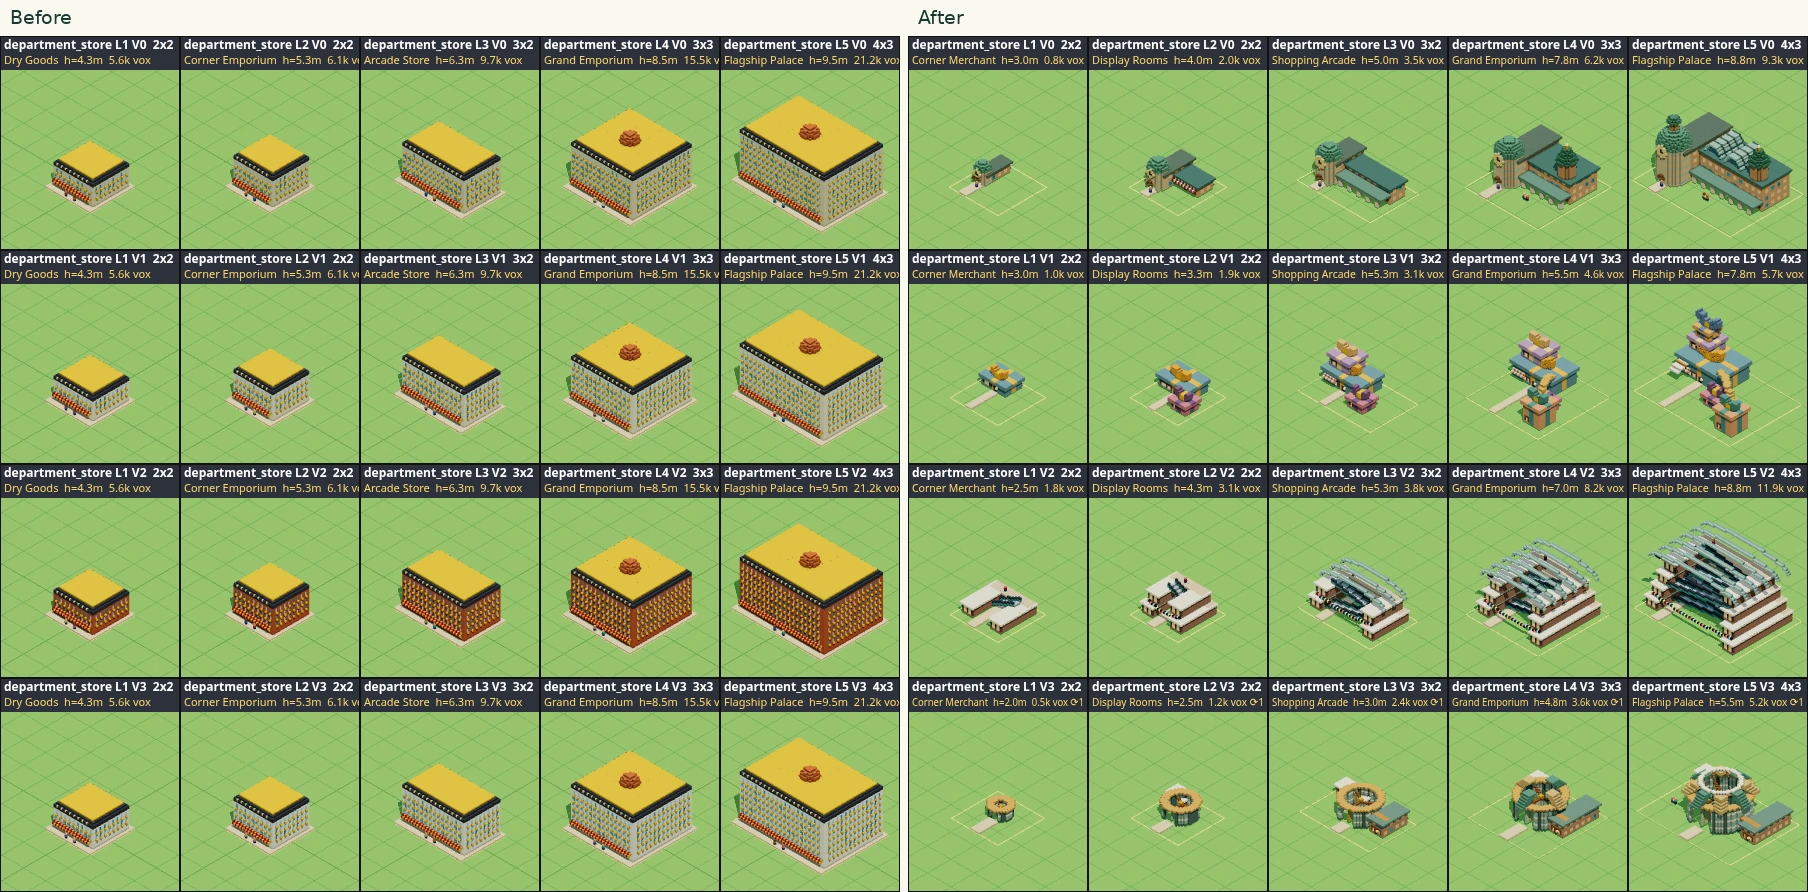 Before
After
department_store L1 V0 2x2
department_store L2 V0 2x2
department_store L3 V0 3x2
department_store L4 V0 3x3
department_store L5 V0 4x3
department_store L1 V0 2x2
department_store L2 V0 2x2
department_store L3 V0 3x2
department_store L4 V0 3x3
department_store L5 V0 4x3
Dry Goods h=4.3m 5.6k vox
Corner Emporium h=5.3m 6.1k v
Arcade Store h=6.3m 9.7k vox
Grand Emporium h=8.5m 15.5k v
Flagship Palace h=9.5m 21.2k vo
Corner Merchant h=3.0m 0.8k vox
Display Rooms h=4.0m 2.0k vox
Shopping Arcade h=5.0m 3.5k vox
Grand Emporium h=7.8m 6.2k vox
Flagship Palace h=8.8m 9.3k vox
department_store L1 V1 2x2
department_store L2 V1 2x2
department_store L3 V1 3x2
department_store L4 V1 3x3
department_store L5 V1 4x3
department_store L1 V1 2x2
department_store L2 V1 2x2
department_store L3 V1 3x2
department_store L4 V1 3x3
department_store L5 V1 4x3
Dry Goods h=4.3m 5.6k vox
Corner Emporium h=5.3m 6.1k v
Arcade Store h=6.3m 9.7k vox
Grand Emporium h=8.5m 15.5k v
Flagship Palace h=9.5m 21.2k vo
Corner Merchant h=3.0m 1.0k vox
Display Rooms h=3.3m 1.9k vox
Shopping Arcade h=5.3m 3.1k vox
Grand Emporium h=5.5m 4.6k vox
Flagship Palace h=7.8m 5.7k vox
department_store L1 V2 2x2
department_store L2 V2 2x2
department_store L3 V2 3x2
department_store L4 V2 3x3
department_store L5 V2 4x3
department_store L1 V2 2x2
department_store L2 V2 2x2
department_store L3 V2 3x2
department_store L4 V2 3x3
department_store L5 V2 4x3
Dry Goods h=4.3m 5.6k vox
Corner Emporium h=5.3m 6.1k v
Arcade Store h=6.3m 9.7k vox
Grand Emporium h=8.5m 15.5k v
Flagship Palace h=9.5m 21.2k vo
Corner Merchant h=2.5m 1.8k vox
Display Rooms h=4.3m 3.1k vox
Shopping Arcade h=5.3m 3.8k vox
Grand Emporium h=7.0m 8.2k vox
Flagship Palace h=8.8m 11.9k vox
department_store L1 V3 2x2
department_store L2 V3 2x2
department_store L3 V3 3x2
department_store L4 V3 3x3
department_store L5 V3 4x3
department_store L1 V3 2x2
department_store L2 V3 2x2
department_store L3 V3 3x2
department_store L4 V3 3x3
department_store L5 V3 4x3
Dry Goods h=4.3m 5.6k vox
Corner Emporium h=5.3m 6.1k v
Arcade Store h=6.3m 9.7k vox
Grand Emporium h=8.5m 15.5k v
Flagship Palace h=9.5m 21.2k vo
Corner Merchant h=2.0m 0.5k vox ⟳1
Display Rooms h=2.5m 1.2k vox ⟳1
Shopping Arcade h=3.0m 2.4k vox ⟳1
Grand Emporium h=4.8m 3.6k vox ⟳1
Flagship Palace h=5.5m 5.2k vox ⟳1